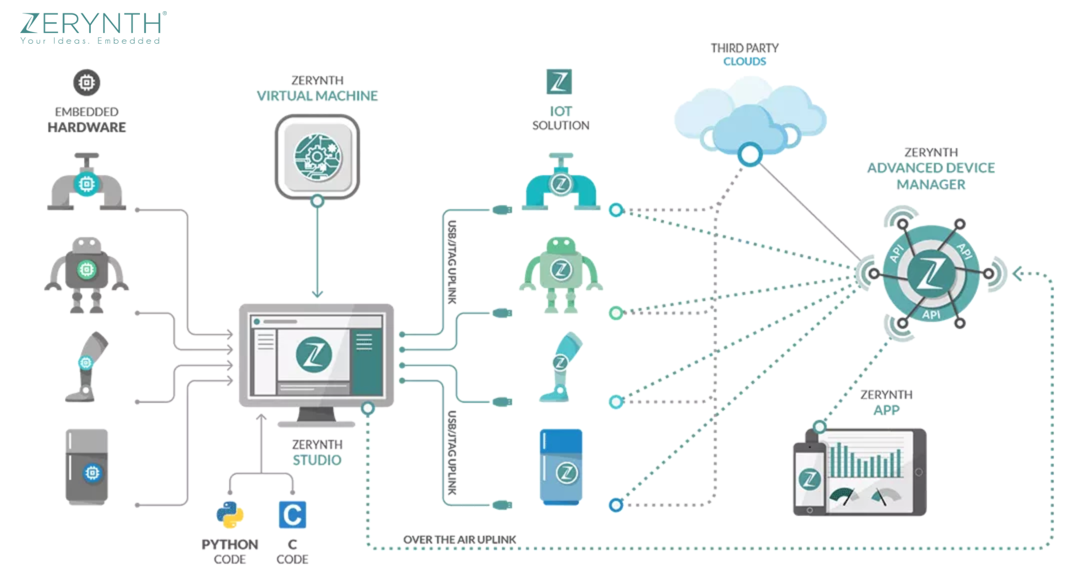 ZERYNTH®
Your Ideas. Embedded
EMBEDDED
HARDWARE
ZERYNTH
VIRTUAL MACHINE
IOT
SOLUTION
THIRD PARTY
CLOUDS
ZERYNTH
ADVANCED DEVICE
MANAGER
API
API
API
USB/JTAG UPLINK
USB/JTAG UPLINK
ZERYNTH
STUDIO
ZERYNTH
APP
PYTHON
CODE
C
C
CODE
OVER THE AIR UPLINK